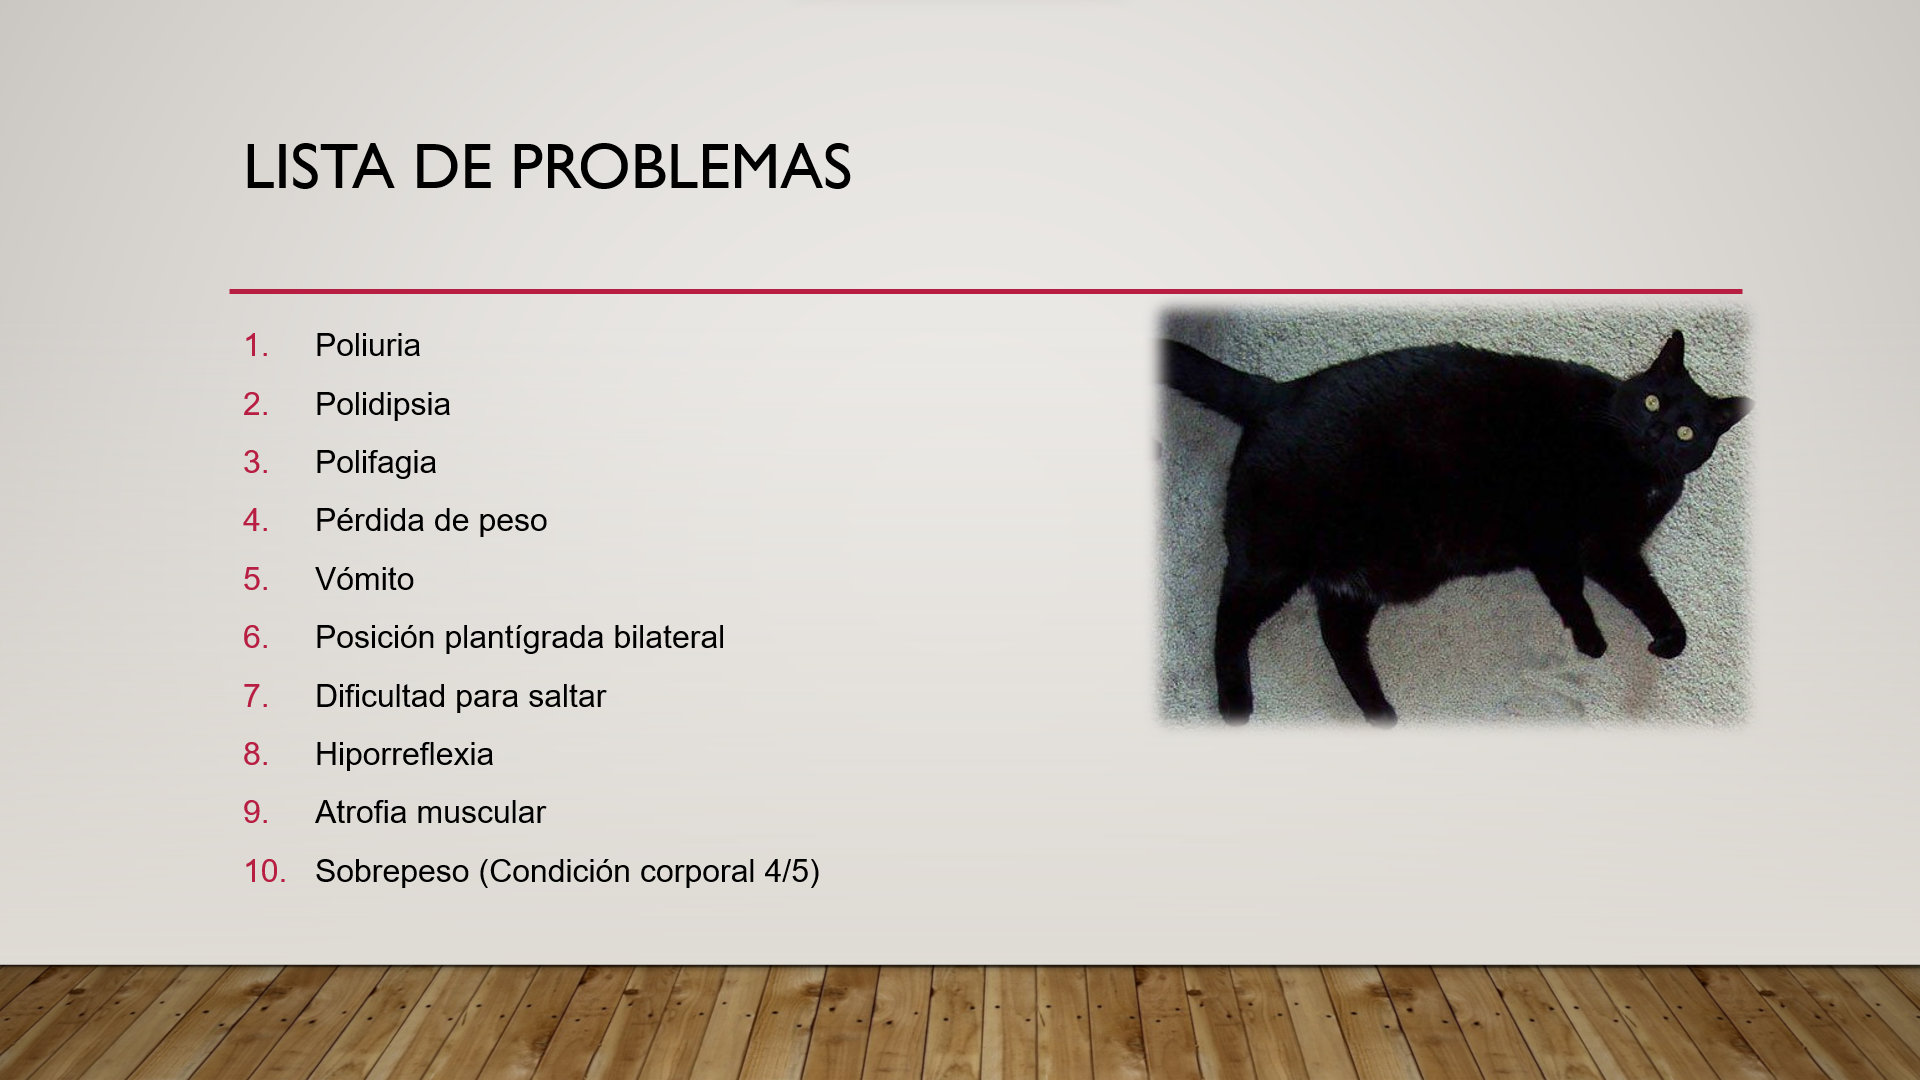 LISTA DE PROBLEMAS
1. Poliuria
2. Polidipsia
3. Polifagia
4. Pérdida de peso
5. Vómito
6. Posición plantígrada bilateral
7. Dificultad para saltar
8. Hiporreflexia
9. Atrofia muscular
10. Sobrepeso (Condición corporal 4/5)